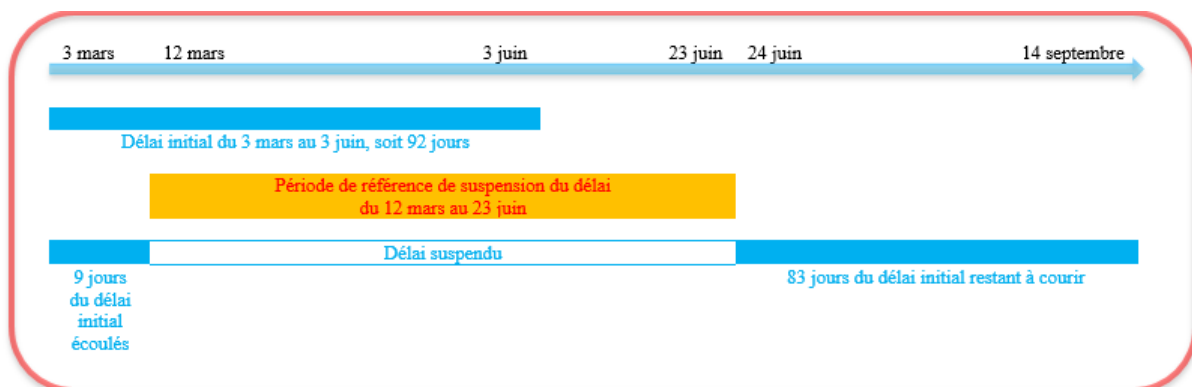 3 mars 12 mars 3 juin 23 juin 24 juin 14 septembre
Délai initial du 3 mars au 3 juin, soit 92 jours
Période de référence de suspension du délai
du 12 mars au 23 juin
Délai suspendu
9 jours
du délai
initial
écoulés
83 jours du délai initial restant à courir